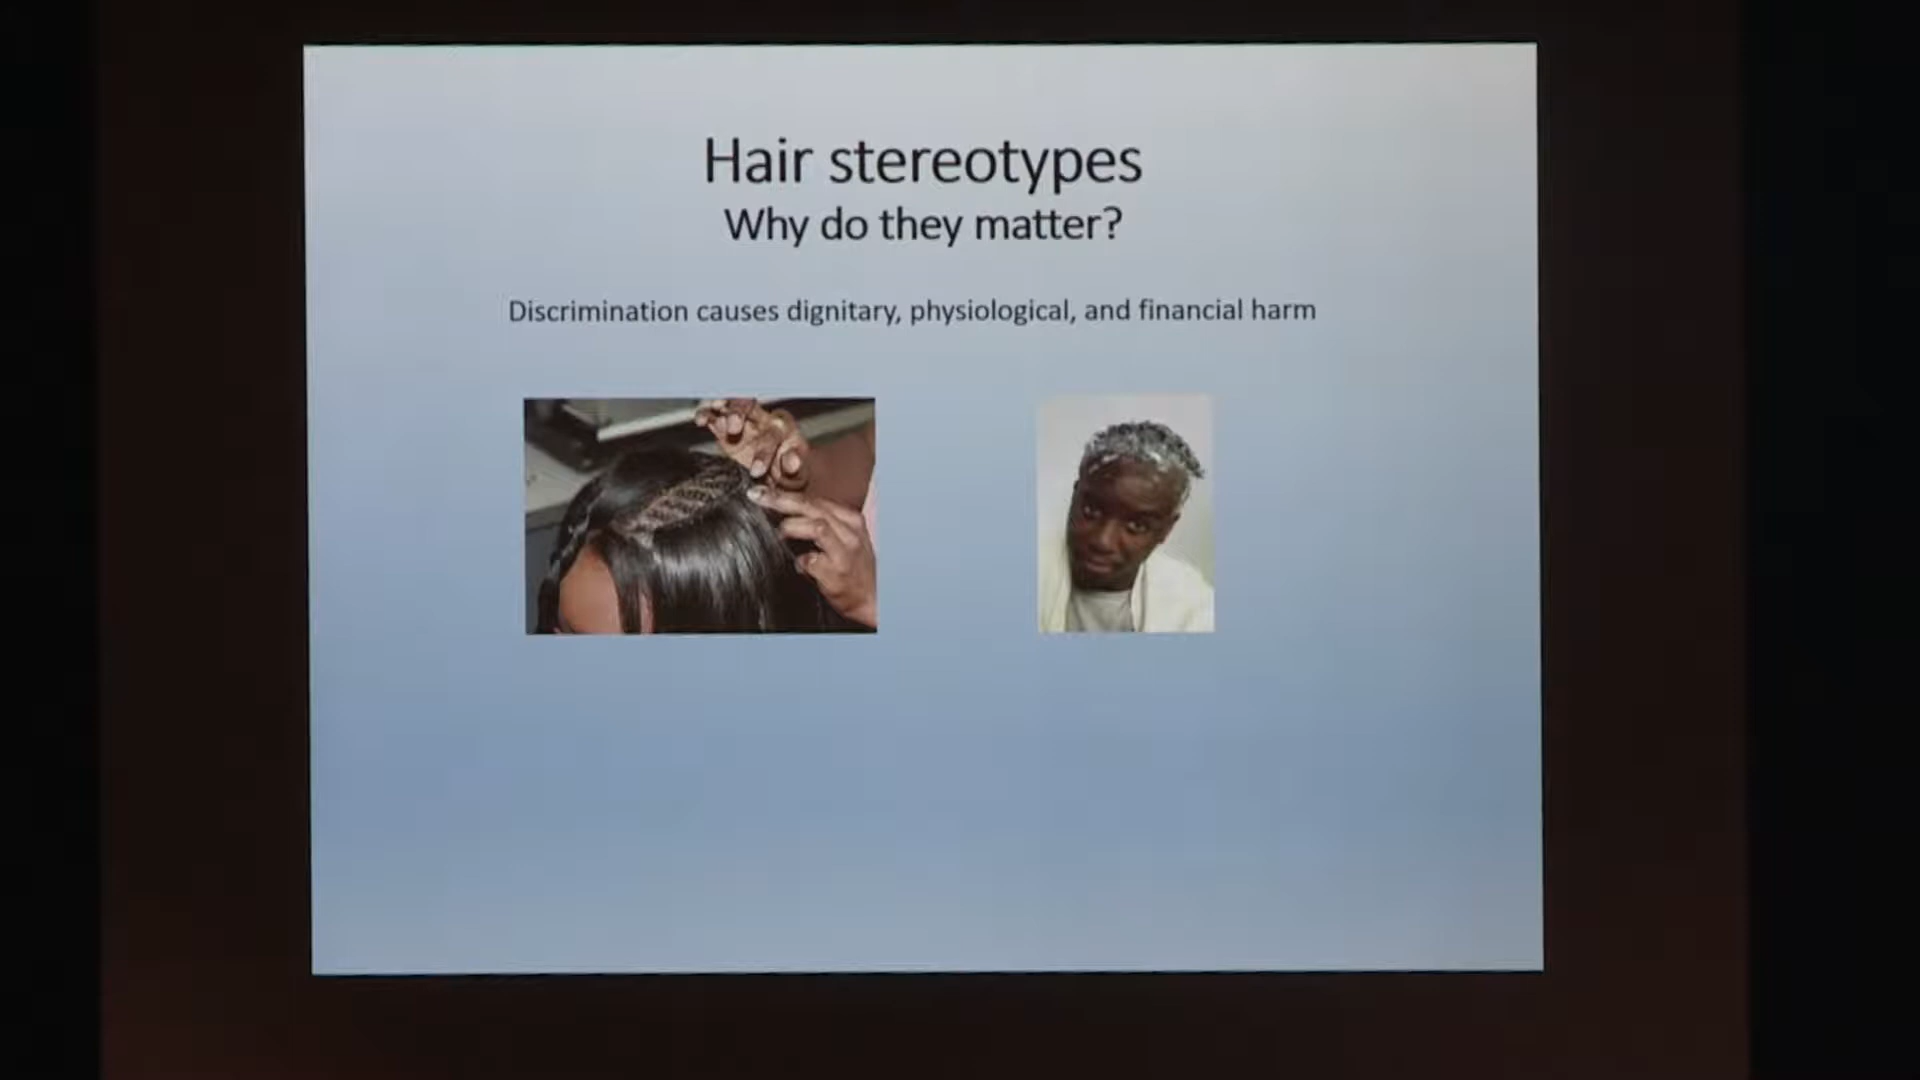 Hair stereotypes
Why do they matter?
Discrimination causes dignitary, physiological, and financial harm